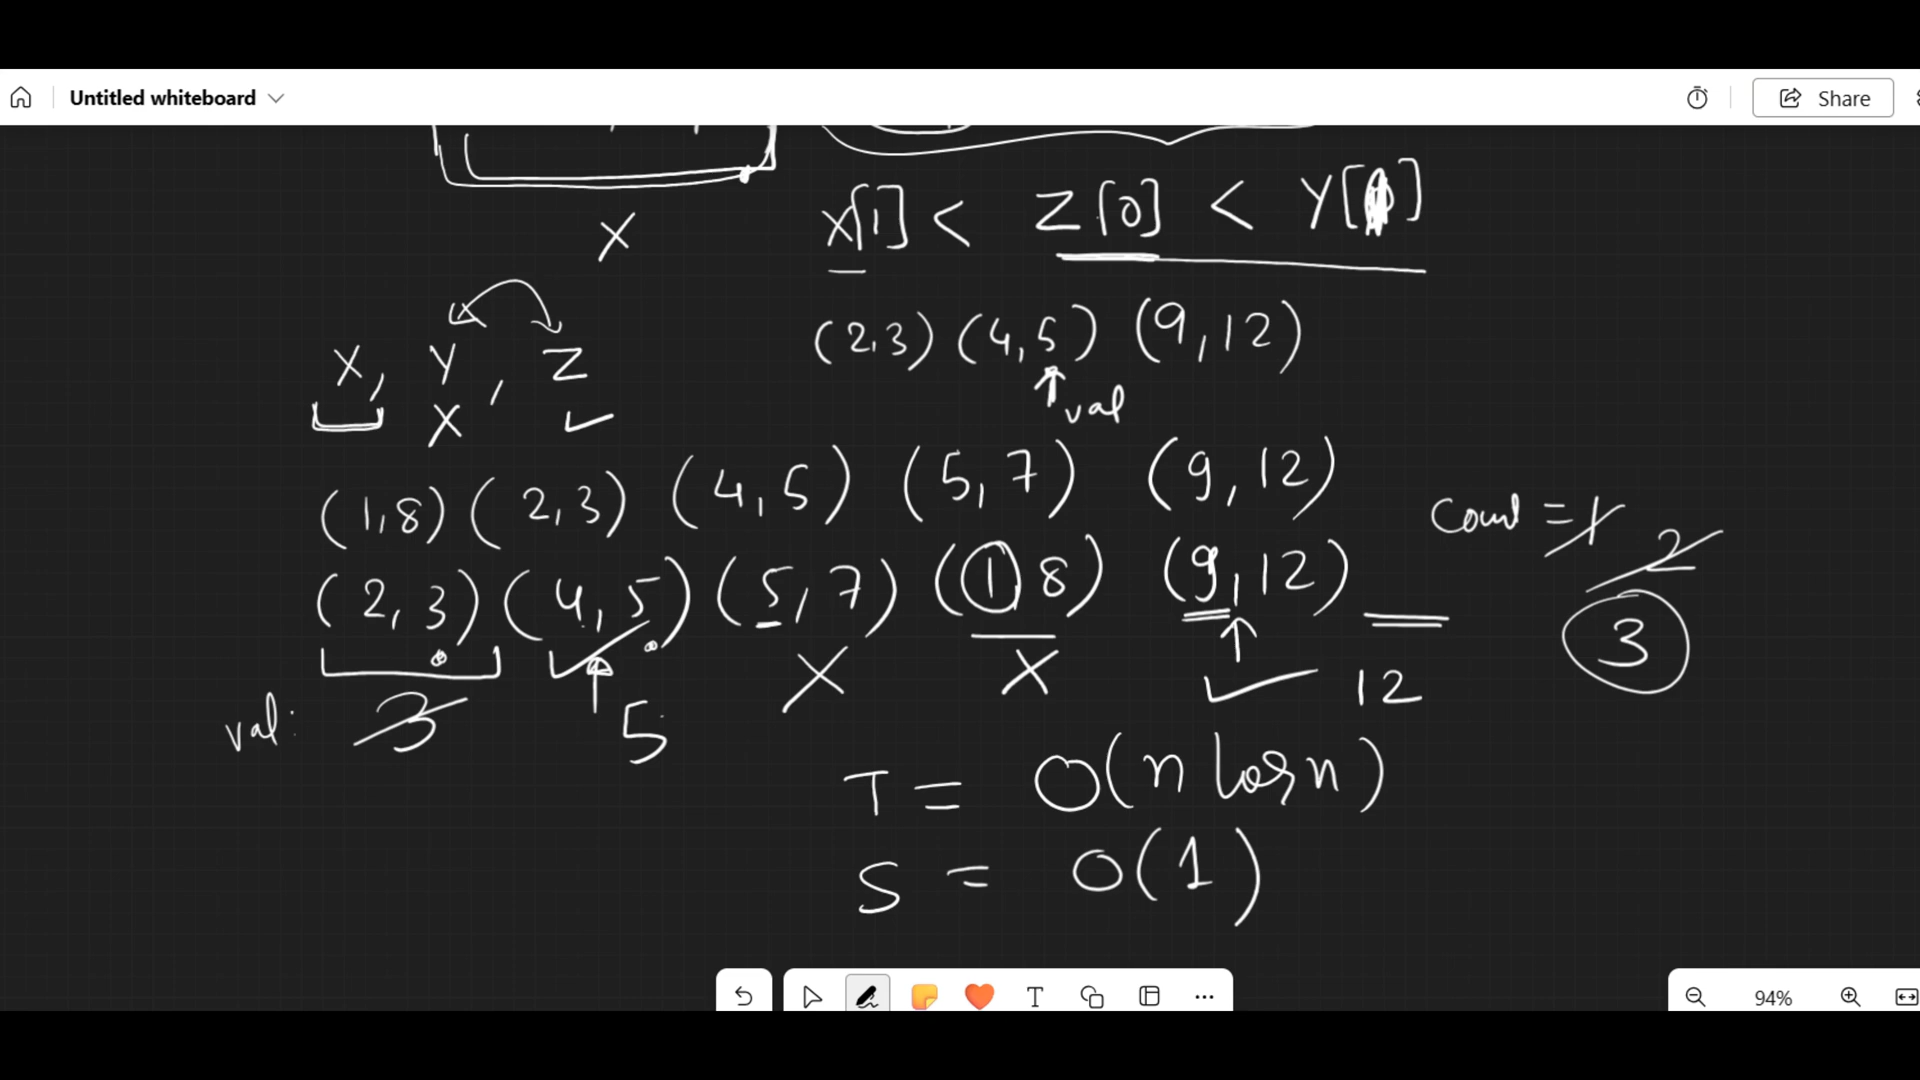 Untitled whiteboard
Share
X[1] < Z[0] < Y[ ]
X
X, Y, Z
X
(2,3) (4,5) (9,12)
val
(1,8) (2,3) (4,5) (5,7) (9,12)
Count = 1 2
(2,3) (4,5) (5,7) (1 8) (9,12)
3
X X
12
val: 3 5
T = O(n log n)
S = O(1)
T
94%